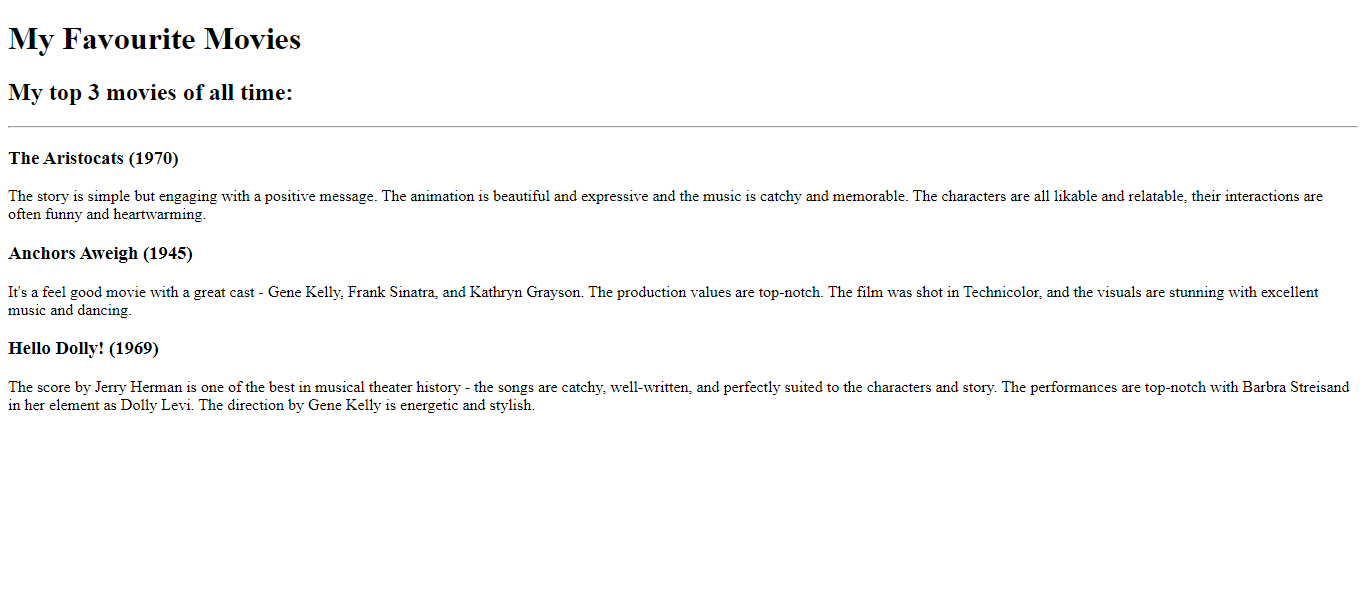 My Favourite Movies
My top 3 movies of all time:
The Aristocats (1970)
The story is simple but engaging with a positive message. The animation is beautiful and expressive and the music is catchy and memorable. The characters are all likable and relatable, their interactions are
often funny and heartwarming.
Anchors Aweigh (1945)
It's a feel good movie with a great cast - Gene Kelly, Frank Sinatra, and Kathryn Grayson. The production values are top-notch. The film was shot in Technicolor, and the visuals are stunning with excellent
music and dancing.
Hello Dolly! (1969)
The score by Jerry Herman is one of the best in musical theater history - the songs are catchy, well-written, and perfectly suited to the characters and story. The performances are top-notch with Barbra Streisand
in her element as Dolly Levi. The direction by Gene Kelly is energetic and stylish.